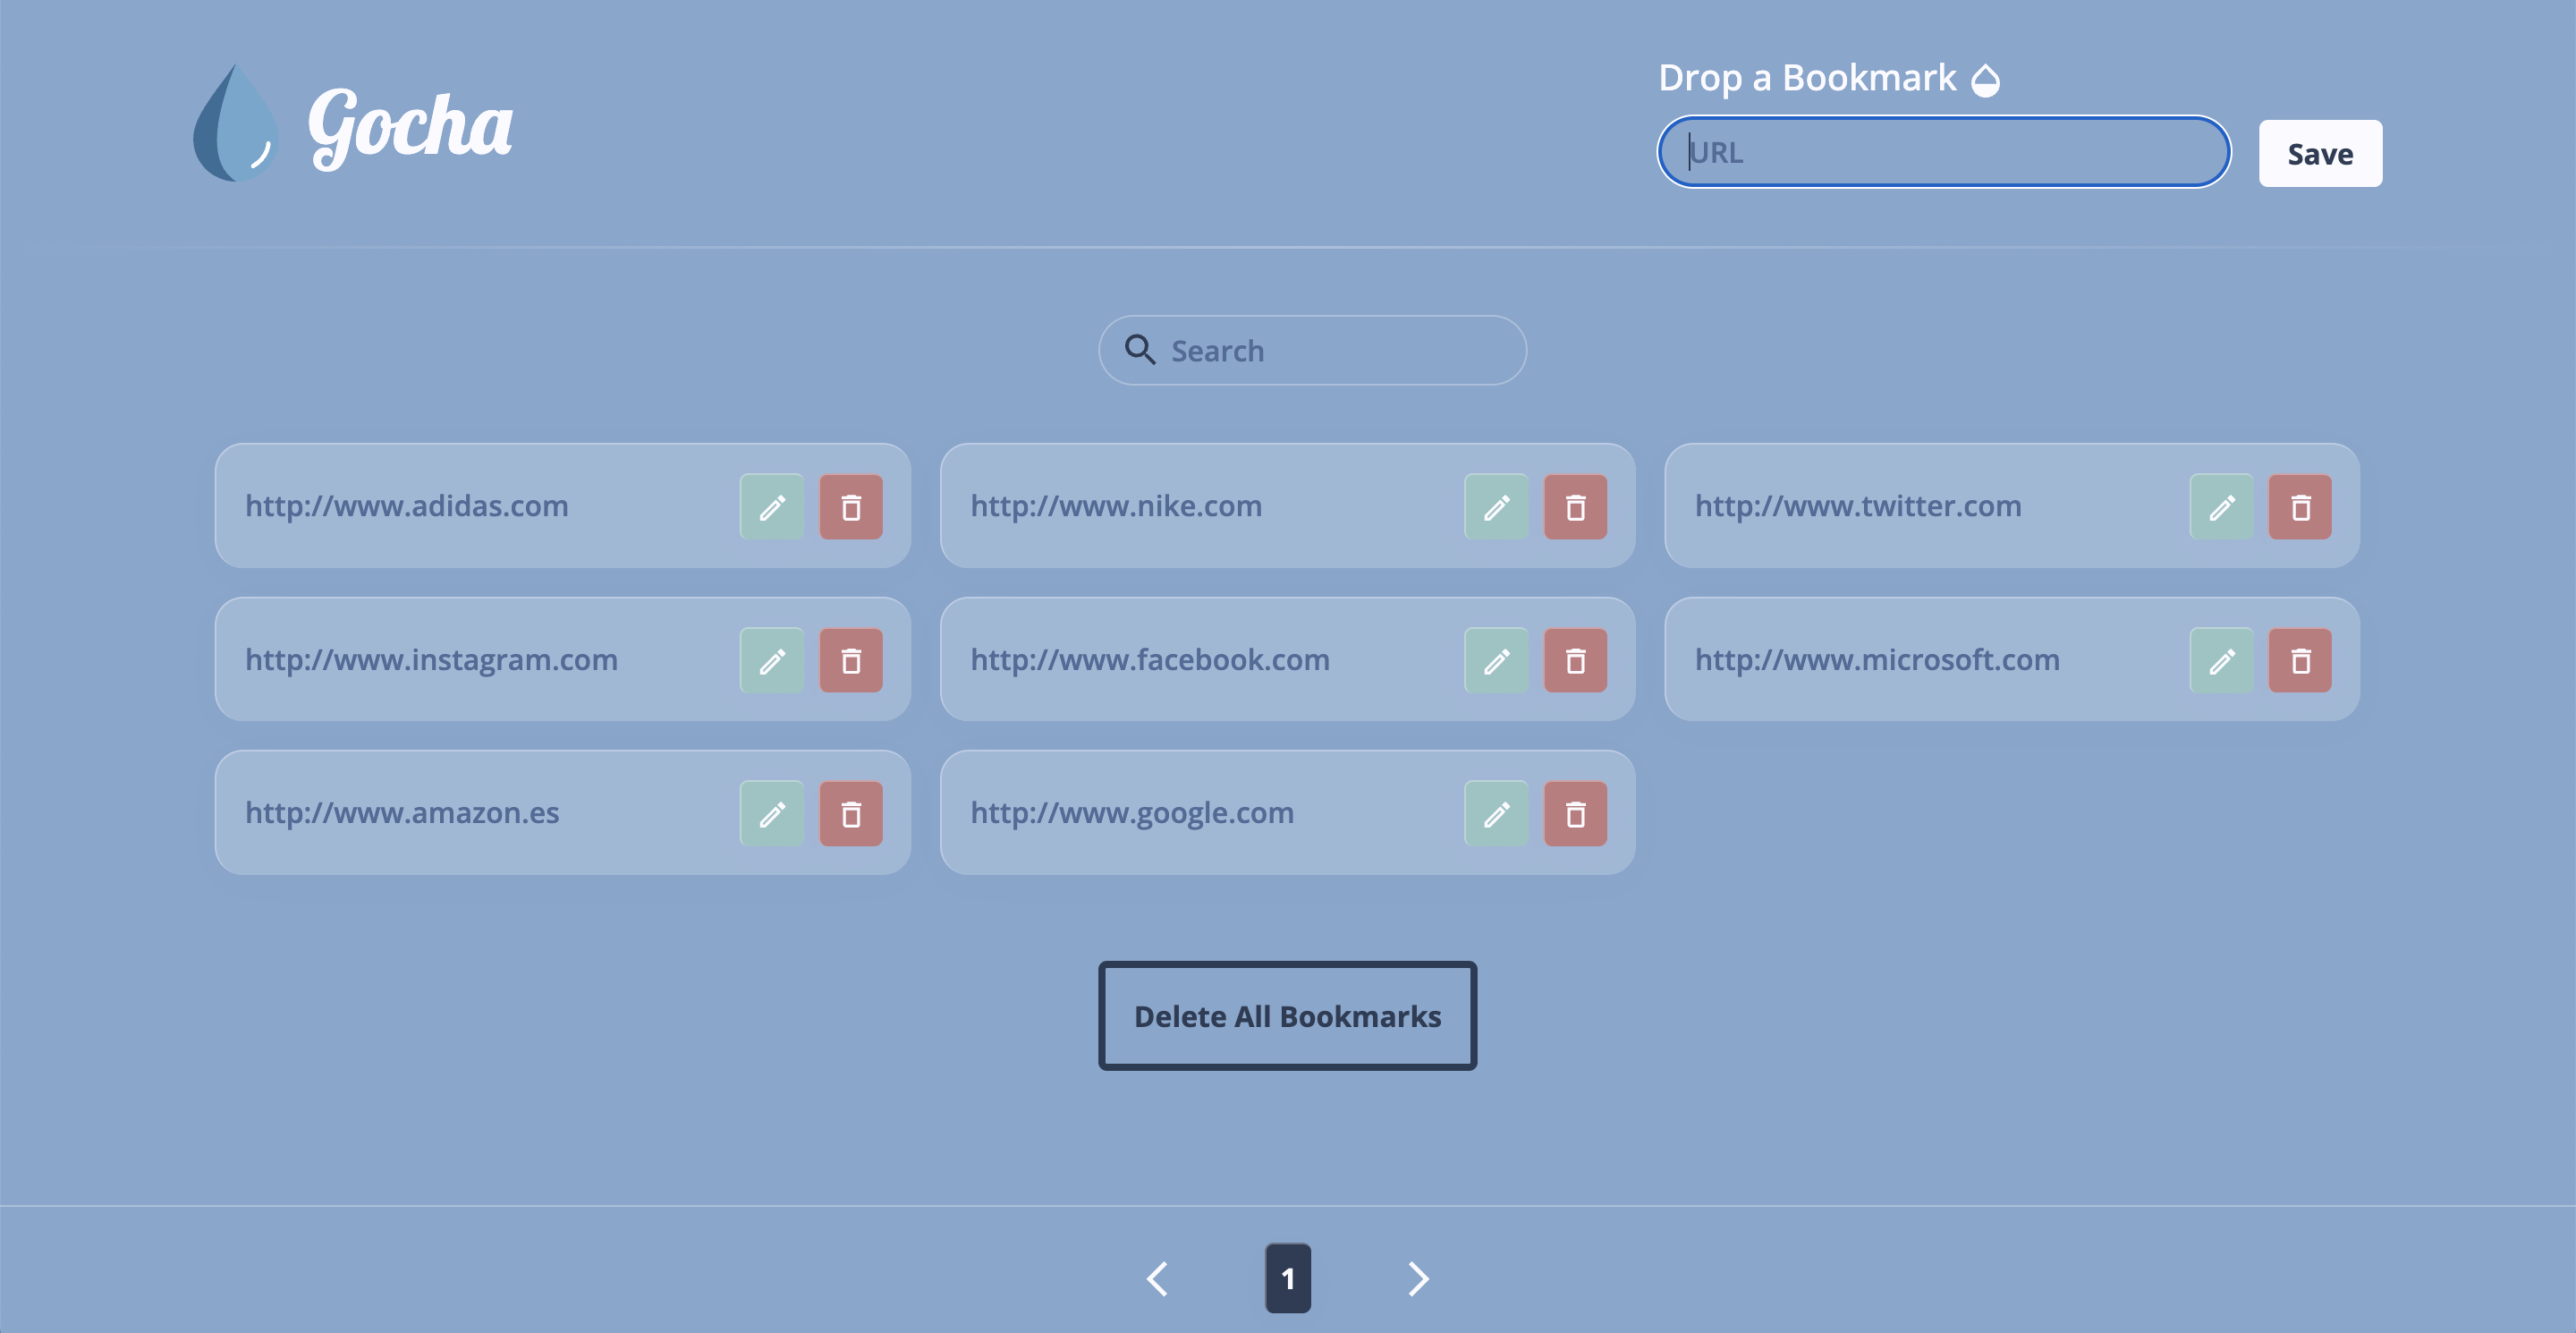 Gocha
Drop a Bookmark
URL
Save
Search
http://www.adidas.com
http://www.nike.com
http://www.twitter.com
http://www.instagram.com
http://www.facebook.com
http://www.microsoft.com
http://www.amazon.es
http://www.google.com
Delete All Bookmarks
1